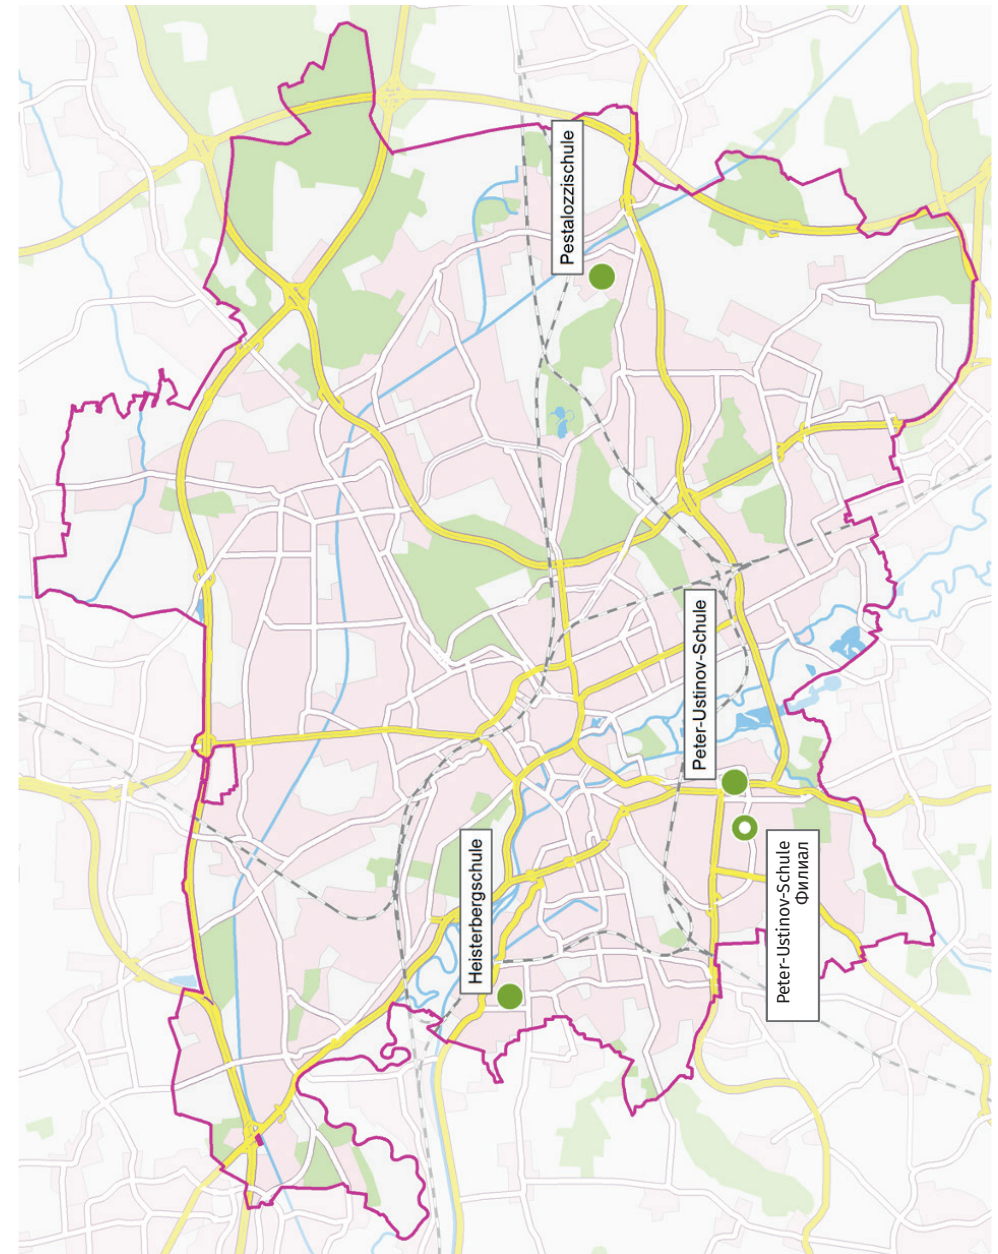 Pestalozzischule
Peter-Ustinov-Schule
Heisterbergschule
Peter-Ustinov-Schule
Филиал